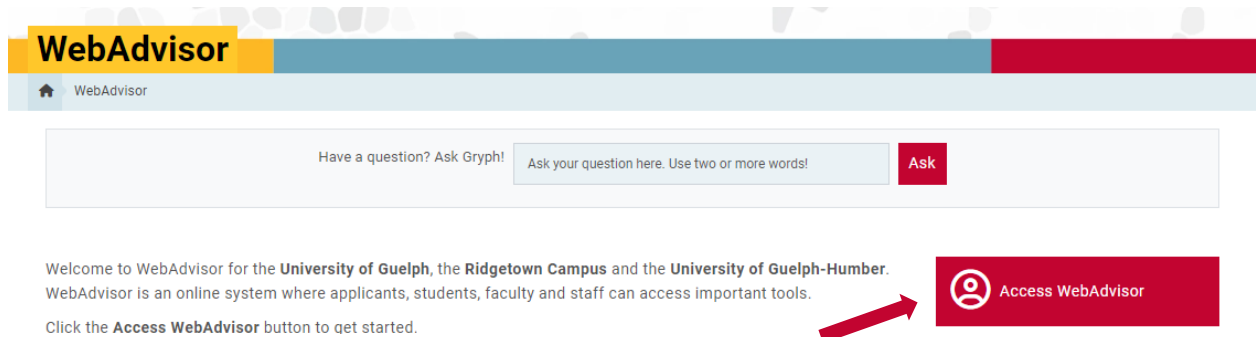 WebAdvisor
WebAdvisor
Have a question? Ask Gryph!
Ask your question here. Use two or more words!
Ask
Welcome to WebAdvisor for the University of Guelph, the Ridgetown Campus and the University of Guelph-Humber.
WebAdvisor is an online system where applicants, students, faculty and staff can access important tools.
Access WebAdvisor
Click the Access WebAdvisor button to get started.